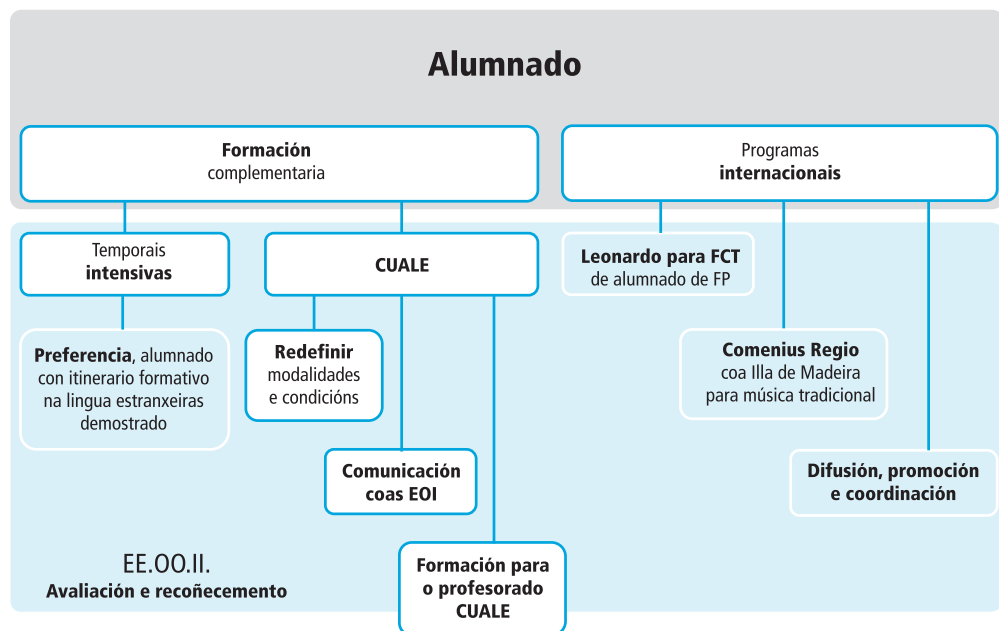 Alumnado
Formación
complementaria
Programas
internacionais
Temporais
intensivas
CUALE
Leonardo para FCT
de alumnado de FP
Preferencia, alumnado
con itinerario formativo
na lingua estranxeiras
demostrado
Redefinir
modalidades
e condicións
Comenius Regio
coa Illa de Madeira
para música tradicional
Comunicación
coas EOI
Difusión, promoción
e coordinación
Formación para
o profesorado
CUALE
EE.OO.II.
Avaliación e recoñecemento